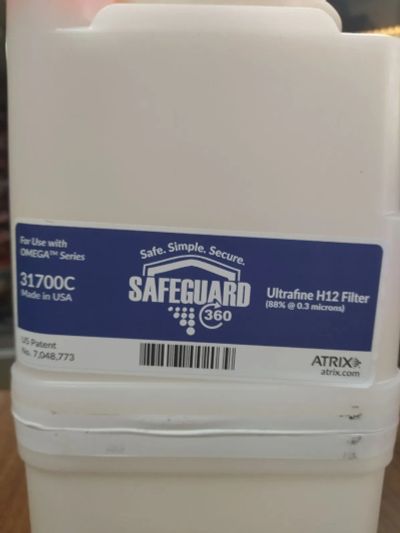 For Use with
OMEGA™ Series
31700C
Made in USA
US Patent
No. 7,048,773
Safe. Simple. Secure.
SAFEGUARD
360
Ultrafine H12 Filter
(88% @ 0.3 microns)
ATRIX
atrix.com